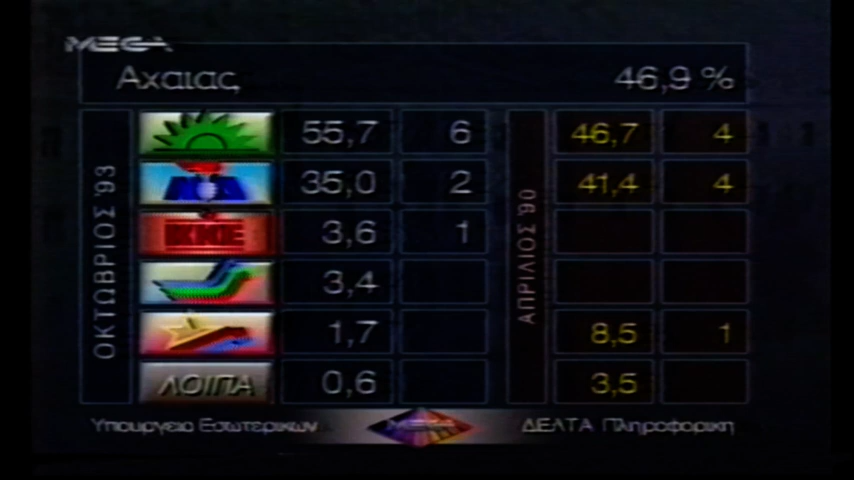 MEGA
Αχαιας 46,9 %
ΟΚΤΩΒΡΙΟΣ '93
55,7 6
35,0 2
ΚΚΕ 3,6 1
3,4
1,7
ΛΟΙΠΑ 0,6
ΑΠΡΙΛΙΟΣ '90
46,7 4
41,4 4
8,5 1
3,5
Υπουργειο Εσωτερικων MEGA ΔΕΛΤΑ Πληροφορικη